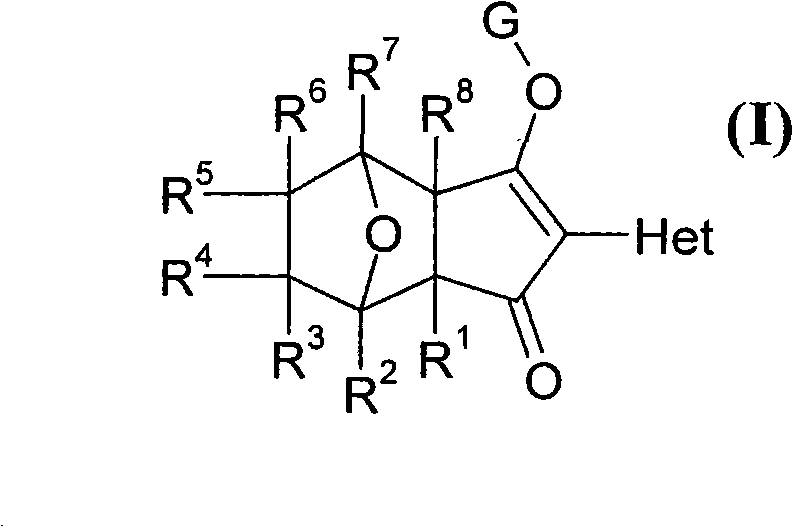 G
R⁷
O
R⁶
R⁸
(I)
R⁵
O
Het
R⁴
R³
R¹
R²
O